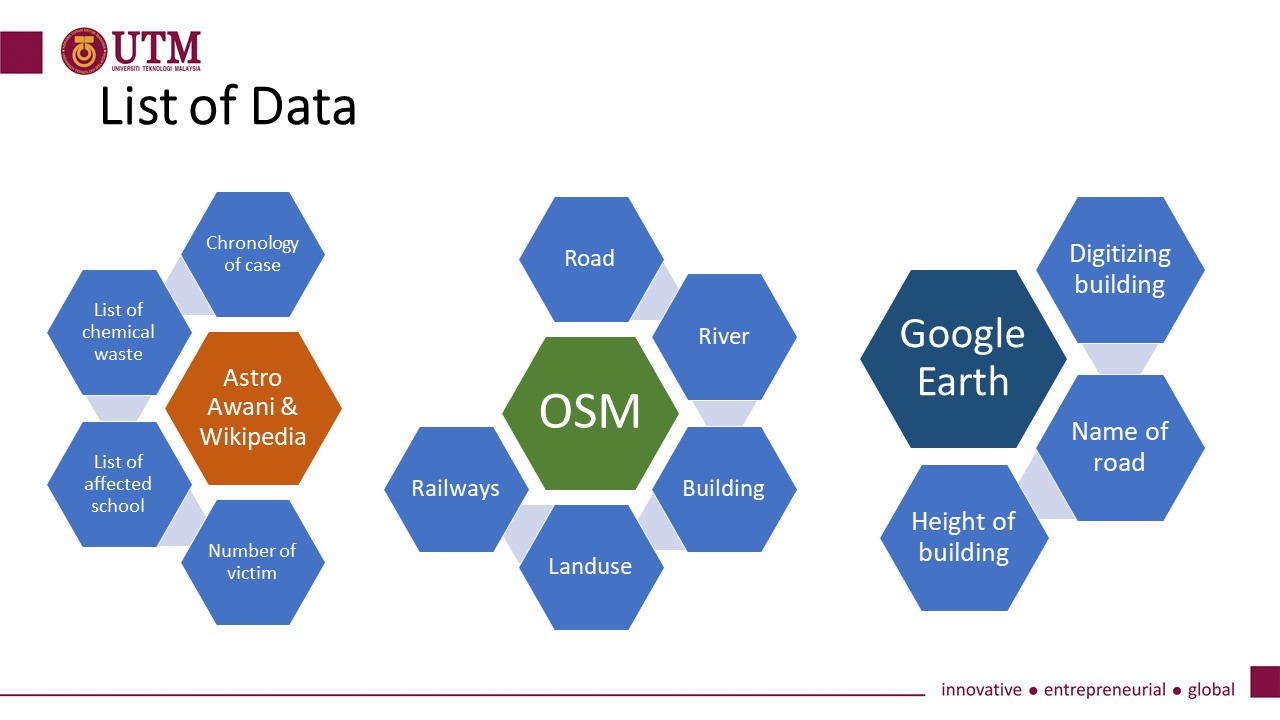 UTM
UNIVERSITI TEKNOLOGI MALAYSIA
List of Data
Chronology
of case
List of
chemical
waste
Astro
Awani &
Wikipedia
List of
affected
school
Number of
victim
Road
River
OSM
Railways
Building
Landuse
Digitizing
building
Google
Earth
Name of
road
Height of
building
innovative ● entrepreneurial ● global